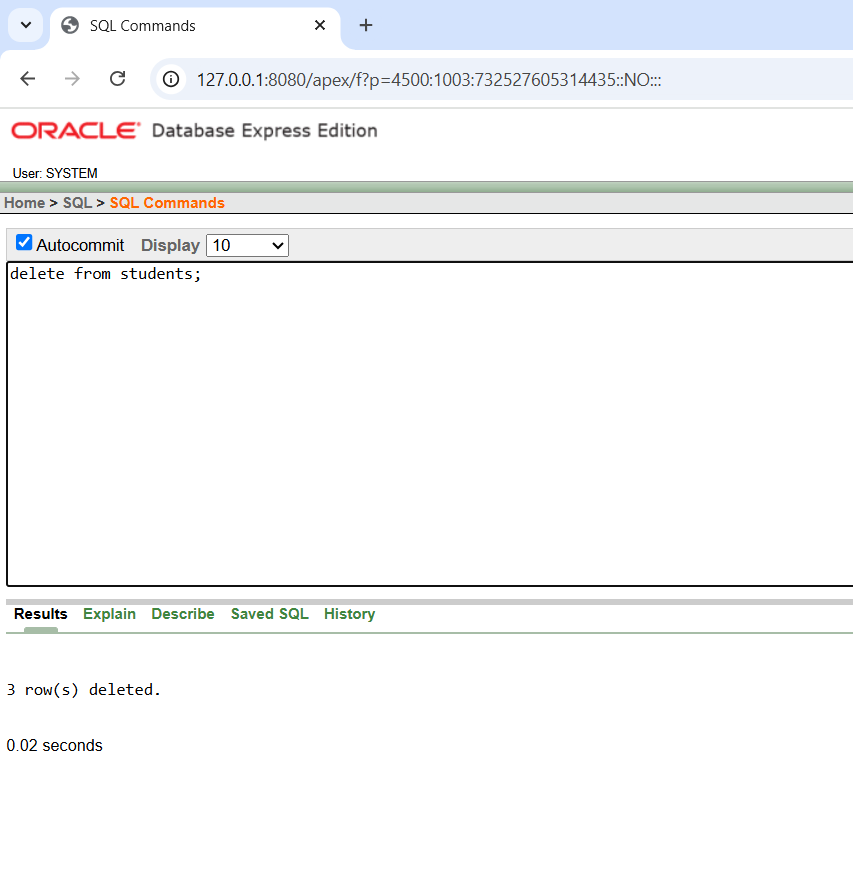 SQL Commands
127.0.0.1:8080/apex/f?p=4500:1003:732527605314435::NO:::
ORACLE® Database Express Edition
User: SYSTEM
Home > SQL > SQL Commands
Autocommit Display 10
delete from students;
Results Explain Describe Saved SQL History
3 row(s) deleted.
0.02 seconds